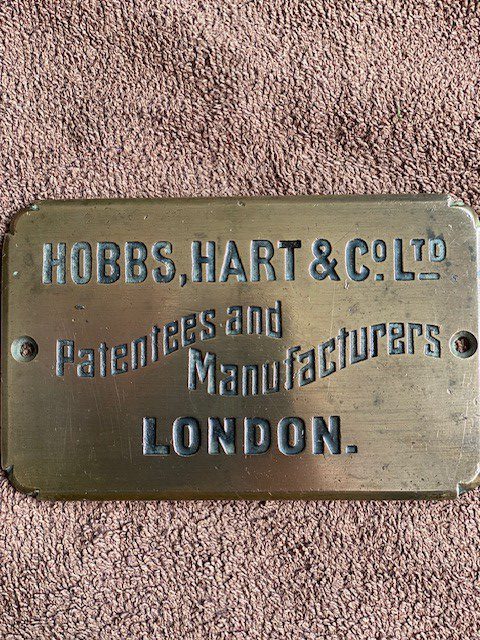 HOBBS, HART & Co. LTD
Patentees and
Manufacturers
LONDON.